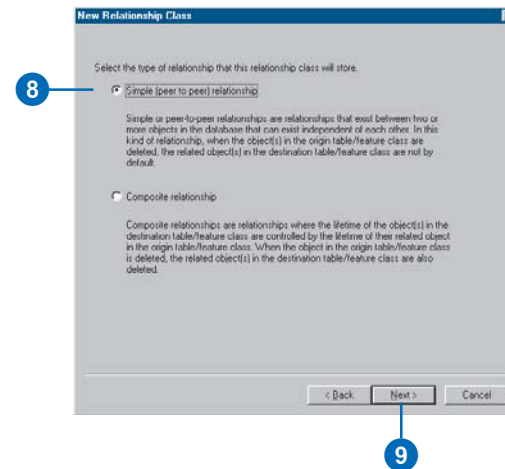 New Relationship Class
Select the type of relationship that this relationship class will store.
8
Simple (peer to peer) relationship
Simple or peer-to-peer relationships are relationships that exist between two or
more objects in the database that can exist independent of each other. In this
kind of relationship, when the object(s) in the origin table/feature class are
deleted, the related object(s) in the destination table/feature class are not by
default.
Composite relationship
Composite relationships are relationships where the lifetime of the object(s) in the
destination table/feature class are controlled by the lifetime of their related object
in the origin table/feature class. When the object in the origin table/feature class
is deleted, the related object(s) in the destination table/feature class are also
deleted.
< Back Next > Cancel
9